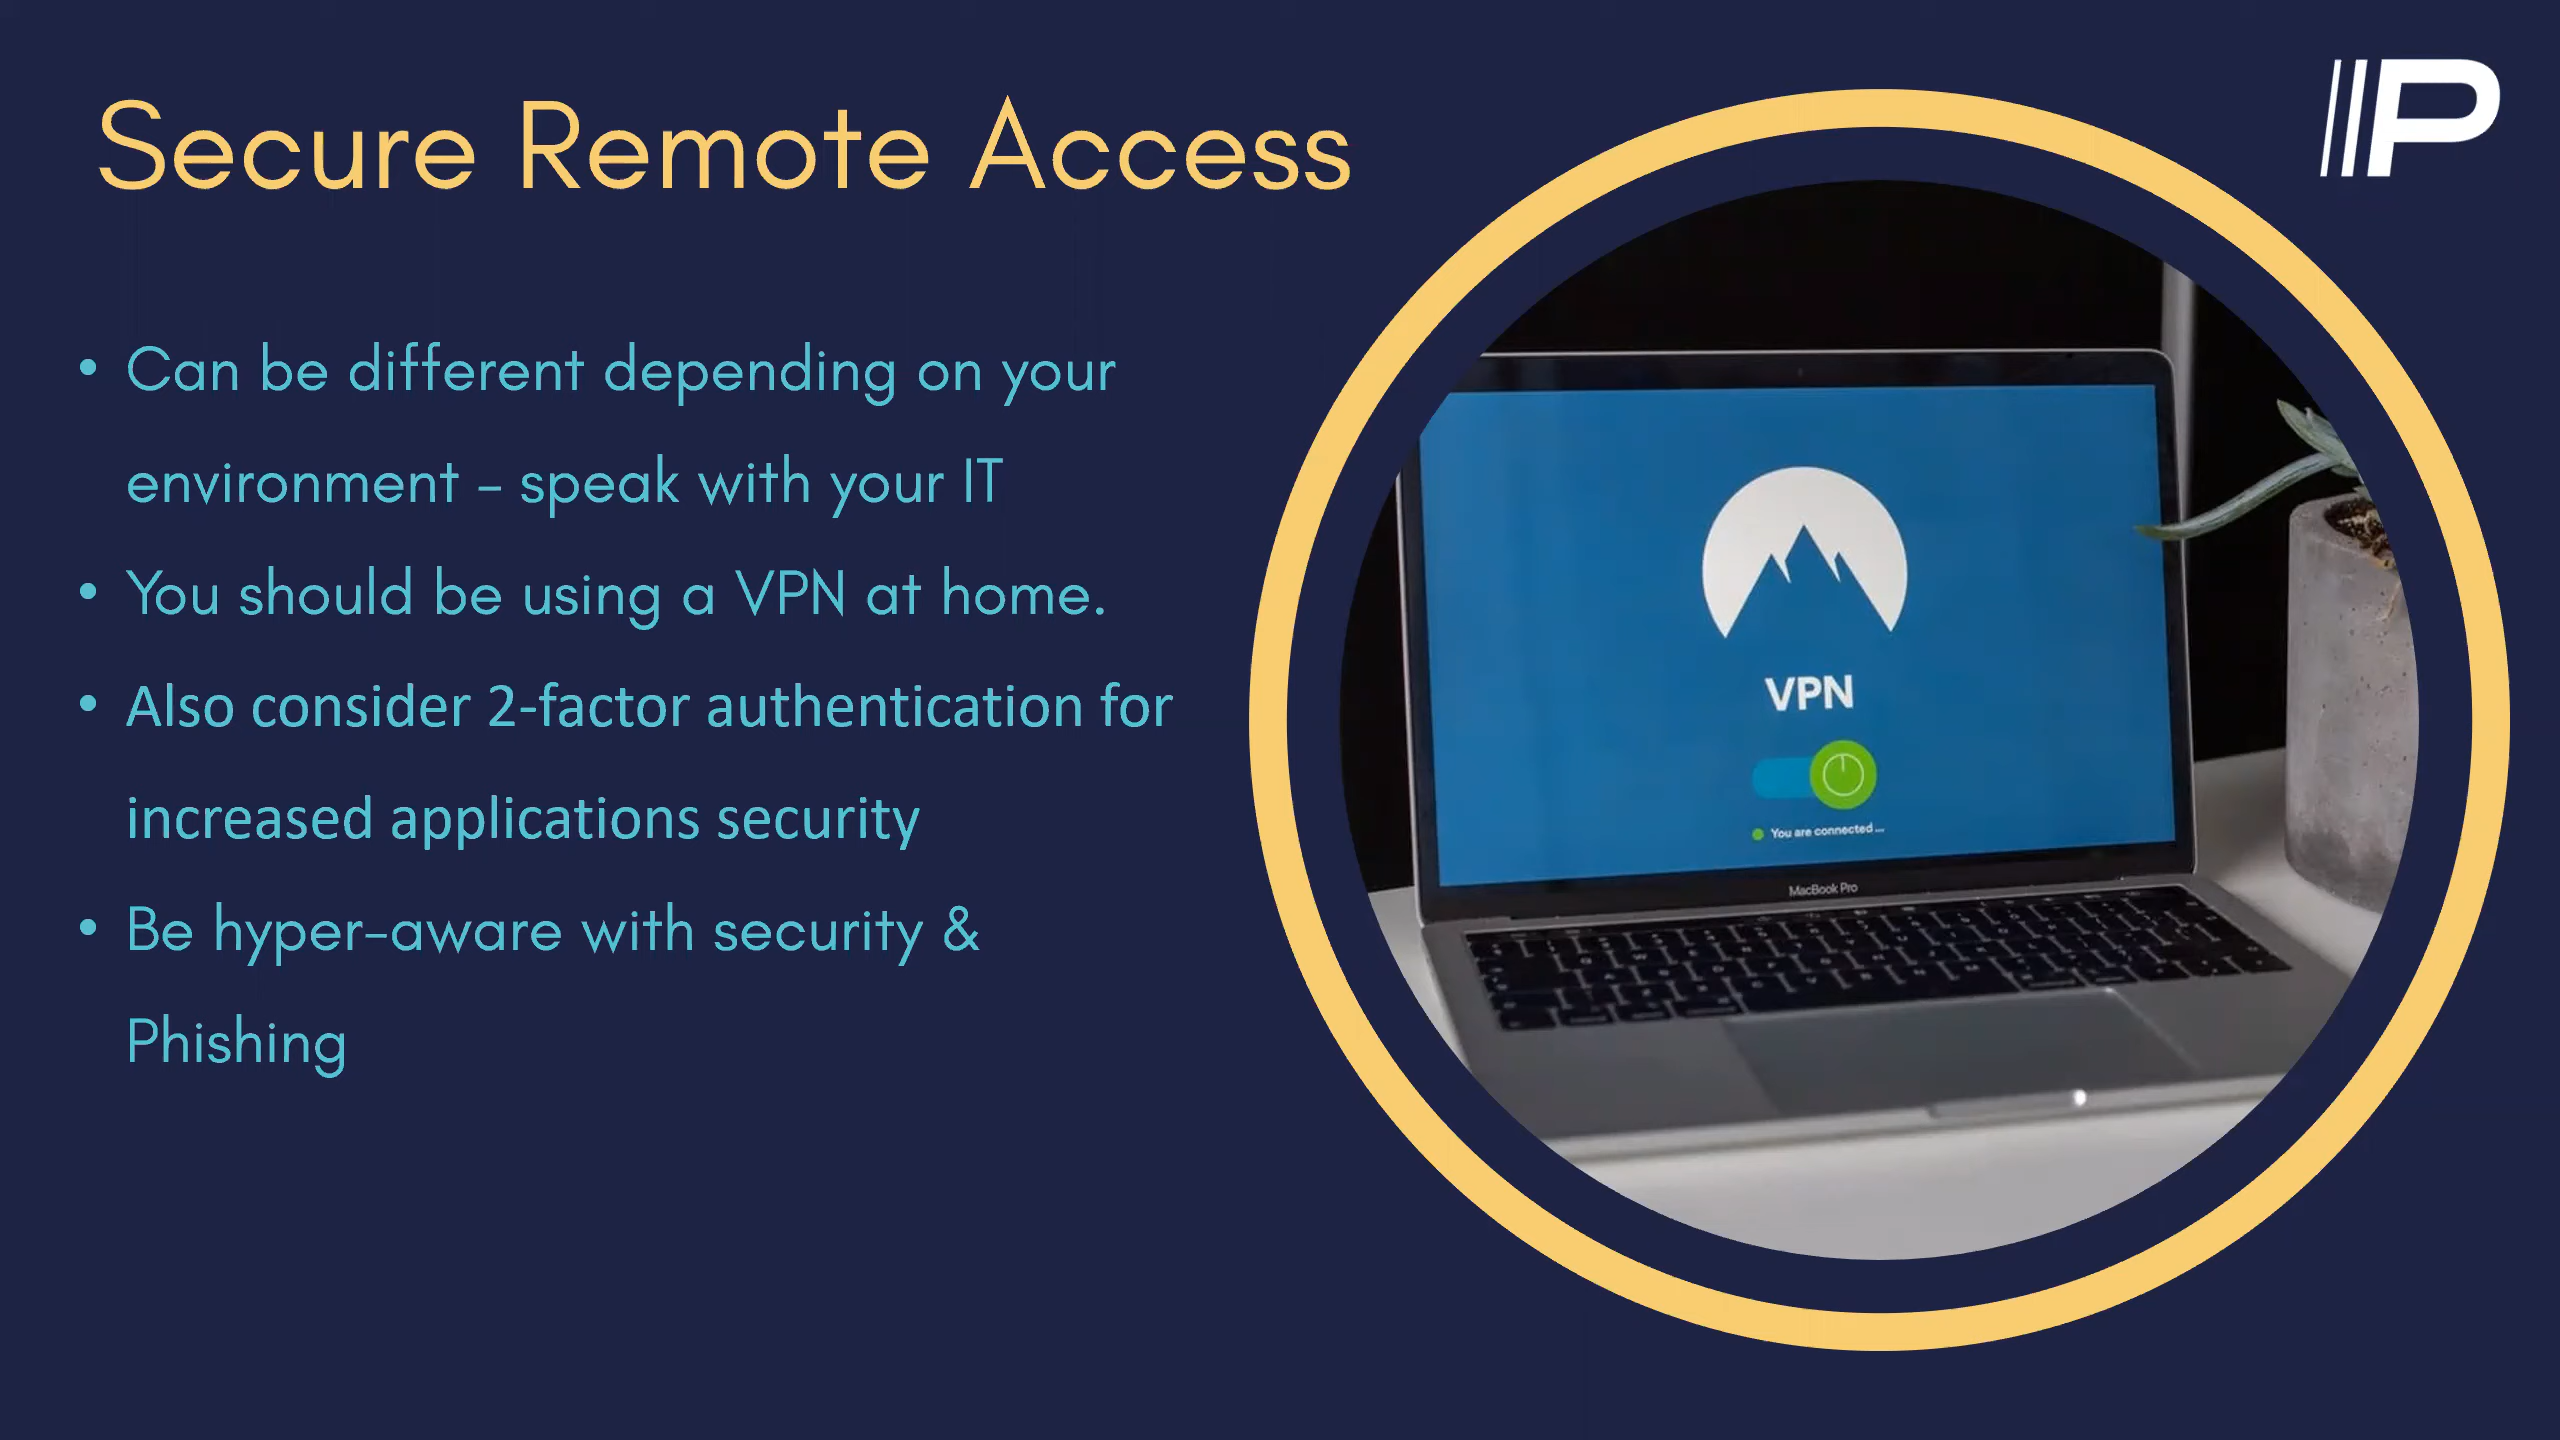 Secure Remote Access
P
• Can be different depending on your
environment – speak with your IT
• You should be using a VPN at home.
• Also consider 2-factor authentication for
increased applications security
• Be hyper-aware with security &
Phishing
VPN
You are connected ...
MacBook Pro